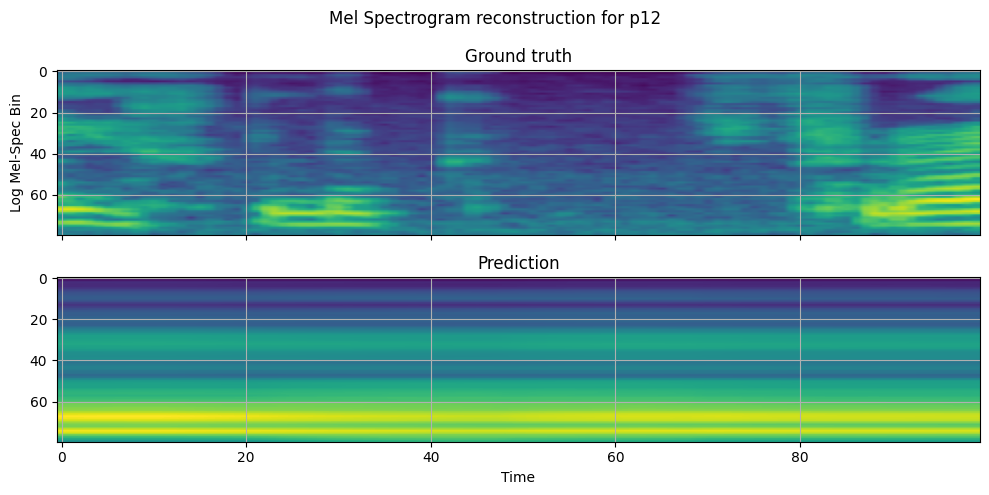 Mel Spectrogram reconstruction for p12
Ground truth
Log Mel-Spec Bin
0
20
40
60
Prediction
0
20
40
60
0 20 40 60 80
Time